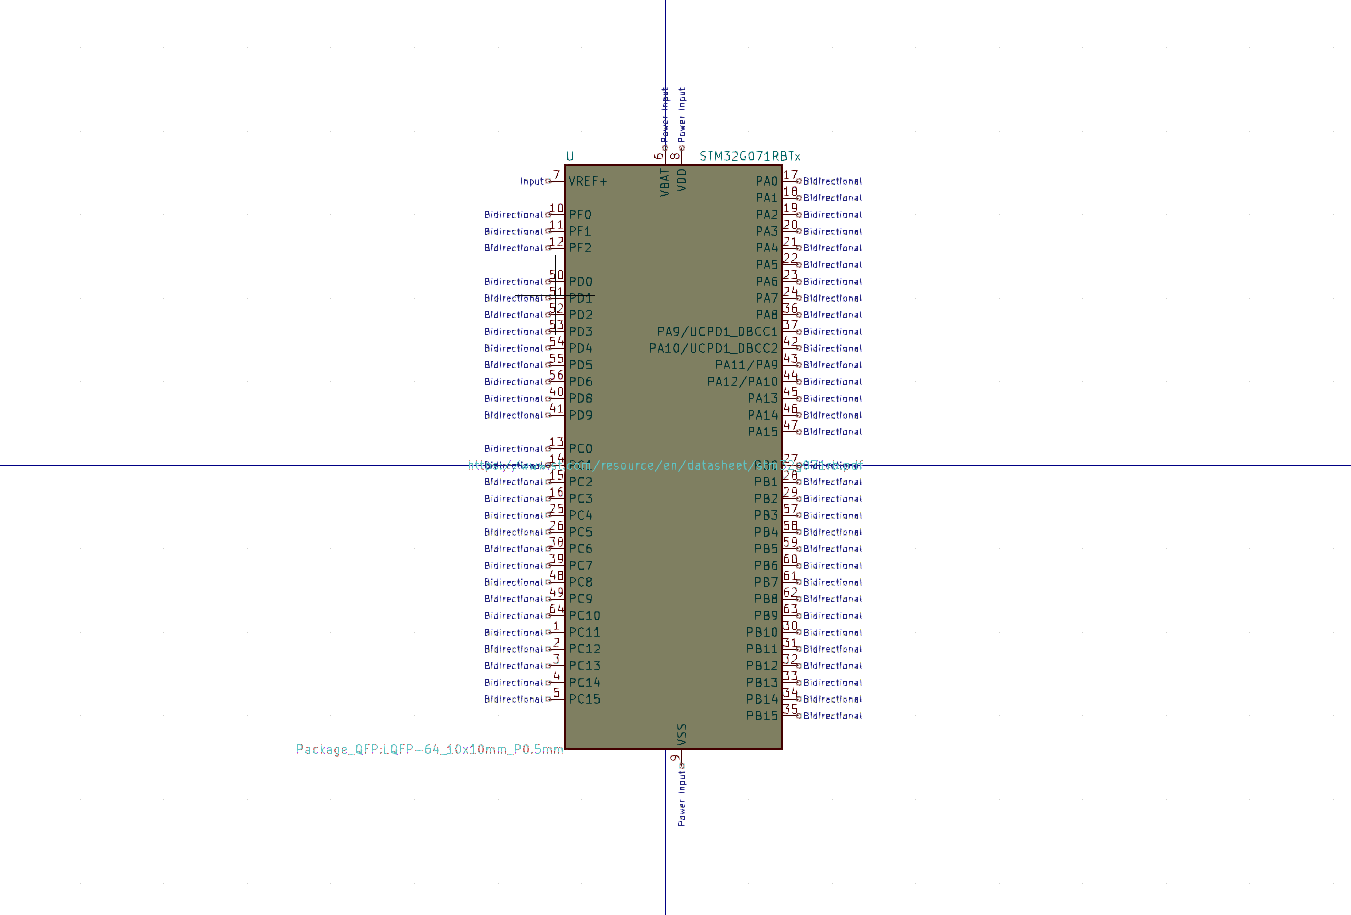 Power Input
Power Input
6
8
U
STM32G071RBTx
VBAT
VDD
Input 7 VREF+
PA0 17 Bidirectional
PA1 18 Bidirectional
Bidirectional 10 PF0
PA2 19 Bidirectional
Bidirectional 11 PF1
PA3 20 Bidirectional
Bidirectional 12 PF2
PA4 21 Bidirectional
PA5 22 Bidirectional
Bidirectional 50 PD0
PA6 23 Bidirectional
Bidirectional 51 PD1
PA7 24 Bidirectional
Bidirectional 52 PD2
PA8 36 Bidirectional
Bidirectional 53 PD3
PA9/UCPD1_DBCC1 37 Bidirectional
Bidirectional 54 PD4
PA10/UCPD1_DBCC2 42 Bidirectional
Bidirectional 55 PD5
PA11/PA9 43 Bidirectional
Bidirectional 56 PD6
PA12/PA10 44 Bidirectional
Bidirectional 40 PD8
PA13 45 Bidirectional
Bidirectional 41 PD9
PA14 46 Bidirectional
PA15 47 Bidirectional
Bidirectional 13 PC0
14
27
Bidirectional 15 PC2
PB1 28 Bidirectional
Bidirectional 16 PC3
PB2 29 Bidirectional
Bidirectional 25 PC4
PB3 57 Bidirectional
Bidirectional 26 PC5
PB4 58 Bidirectional
Bidirectional 38 PC6
PB5 59 Bidirectional
Bidirectional 39 PC7
PB6 60 Bidirectional
Bidirectional 48 PC8
PB7 61 Bidirectional
Bidirectional 49 PC9
PB8 62 Bidirectional
Bidirectional 64 PC10
PB9 63 Bidirectional
Bidirectional 1 PC11
PB10 30 Bidirectional
Bidirectional 2 PC12
PB11 31 Bidirectional
Bidirectional 3 PC13
PB12 32 Bidirectional
Bidirectional 4 PC14
PB13 33 Bidirectional
Bidirectional 5 PC15
PB14 34 Bidirectional
PB15 35 Bidirectional
VSS
Package_QFP:LQFP-64_10x10mm_P0.5mm
9
Power Input